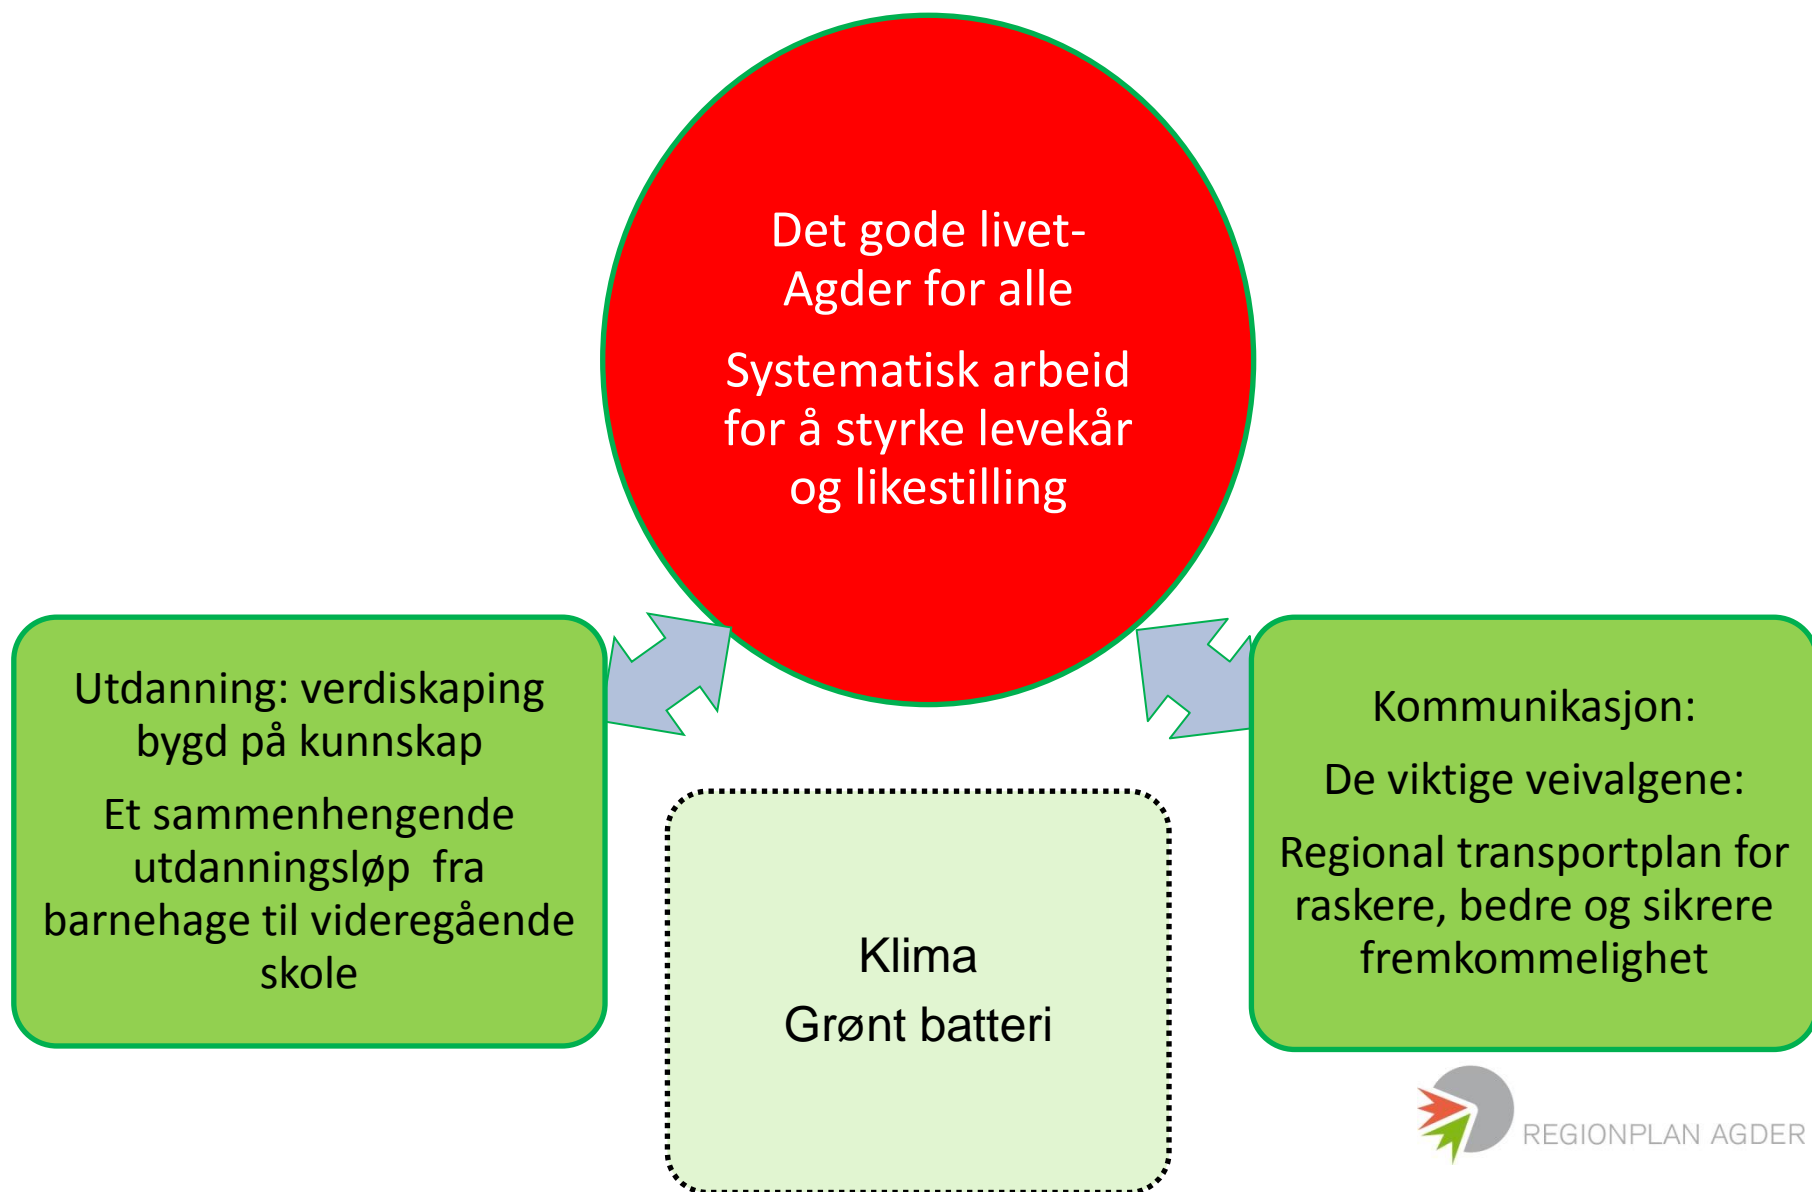 Det gode livet-
Agder for alle
Systematisk arbeid
for å styrke levekår
og likestilling
Utdanning: verdiskaping
bygd på kunnskap
Et sammenhengende
utdanningsløp  fra
barnehage til videregående
skole
Klima
Grønt batteri
Kommunikasjon:
De viktige veivalgene:
Regional transportplan for
raskere, bedre og sikrere
fremkommelighet
REGIONPLAN AGDER